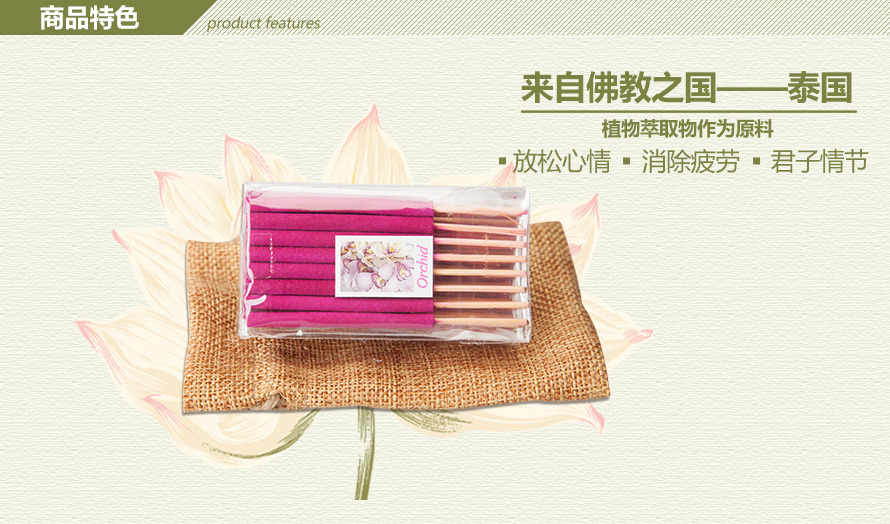 商品特色
product features
来自佛教之国——泰国
植物萃取物作为原料
▪放松心情 ▪ 消除疲劳 ▪ 君子情节
Orchid